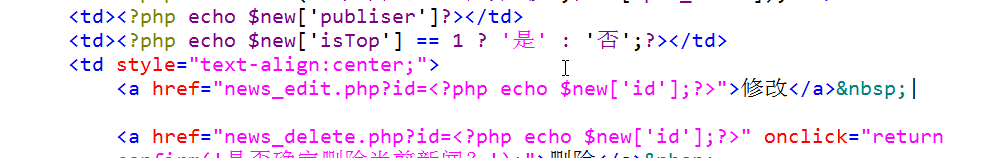 <td><?php echo $new['publiser']?></td>
<td><?php echo $new['isTop'] == 1 ? '是' : '否';?></td>
<td style="text-align:center;">
<a href="news_edit.php?id=<?php echo $new['id'];?>">修改</a>&nbsp;
<a href="news_delete.php?id=<?php echo $new['id'];?>" onclick="return
confirm('是否确定删除当前新闻？');">删除</a>&nbsp;